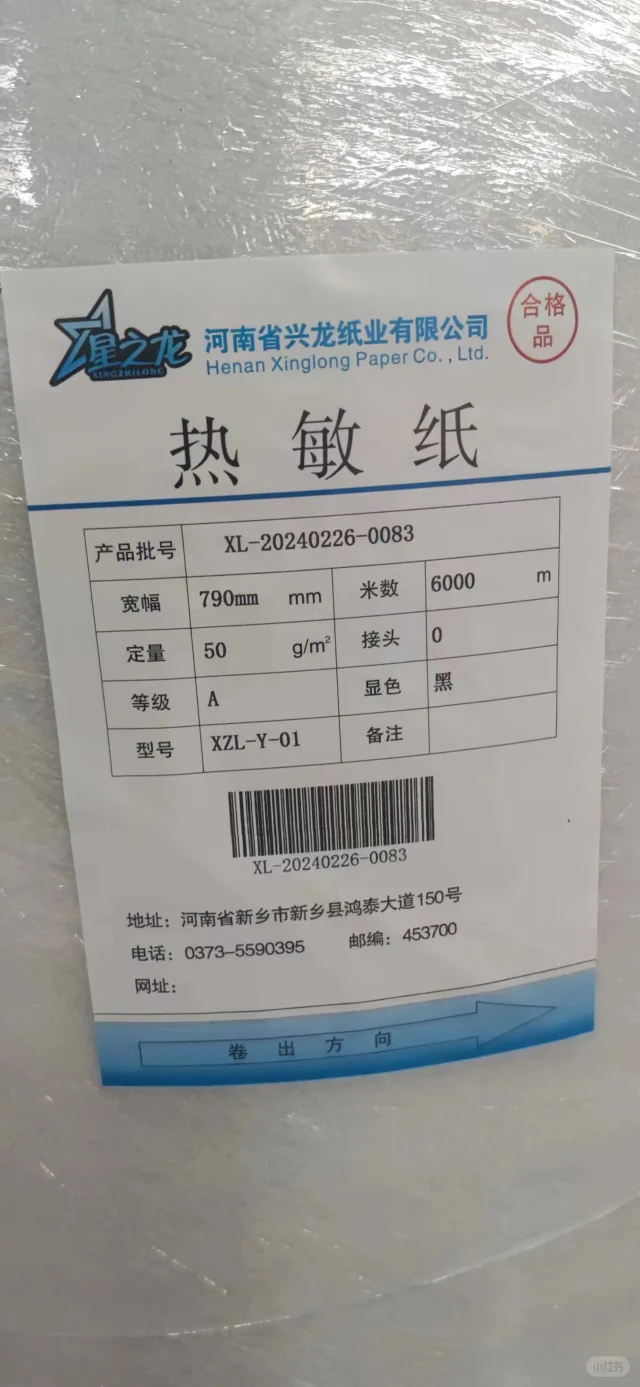 星之龙
XINGZHILONG
河南省兴龙纸业有限公司
Henan Xinglong Paper Co., Ltd.
合格
品
热敏纸
产品批号 XL-20240226-0083
宽幅 790mm mm 米数 6000 m
定量 50 g/m² 接头 0
等级 A 显色 黑
型号 XZL-Y-01 备注
XL-20240226-0083
地址：河南省新乡市新乡县鸿泰大道150号
电话：0373-5590395 邮编：453700
网址：
卷出方向
小红书